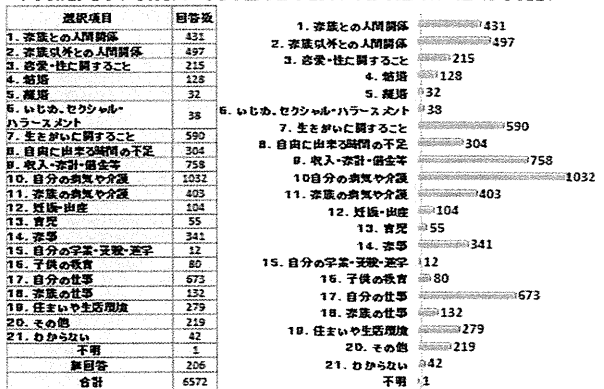 選択項目 回答数
1. 家族との人間関係 431
2. 家族以外との人間関係 497
3. 恋愛・性に関すること 215
4. 結婚 128
5. 離婚 32
6. いじめ、セクシャル・
ハラースメント 38
7. 生きがいに関すること 590
8. 自由に出来る時間の不足 304
9. 収入・家計・借金等 758
10. 自分の病気や介護 1032
11. 家族の病気や介護 403
12. 妊娠・出産 104
13. 育児 55
14. 家事 341
15. 自分の学業・受験・進学 12
16. 子供の教育 80
17. 自分の仕事 673
18. 家族の仕事 132
19. 住まいや生活環境 279
20. その他 219
21. わからない 42
不明 1
無回答 206
合計 6572
1. 家族との人間関係 431
2. 家族以外との人間関係 497
3. 恋愛・性に関すること 215
4. 結婚 128
5. 離婚 32
6. いじめ、セクシャル・ハラースメント 38
7. 生きがいに関すること 590
8. 自由に出来る時間の不足 304
9. 収入・家計・借金等 758
10自分の病気や介護 1032
11. 家族の病気や介護 403
12. 妊娠・出産 104
13. 育児 55
14. 家事 341
15. 自分の学業・受験・進学 12
16. 子供の教育 80
17. 自分の仕事 673
18. 家族の仕事 132
19. 住まいや生活環境 279
20. その他 219
21. わからない 42
不明 1